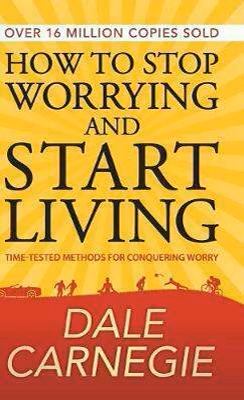 OVER 16 MILLION COPIES SOLD
HOW TO STOP
WORRYING
AND
START
LIVING
TIME-TESTED METHODS FOR CONQUERING WORRY
DALE
CARNEGIE